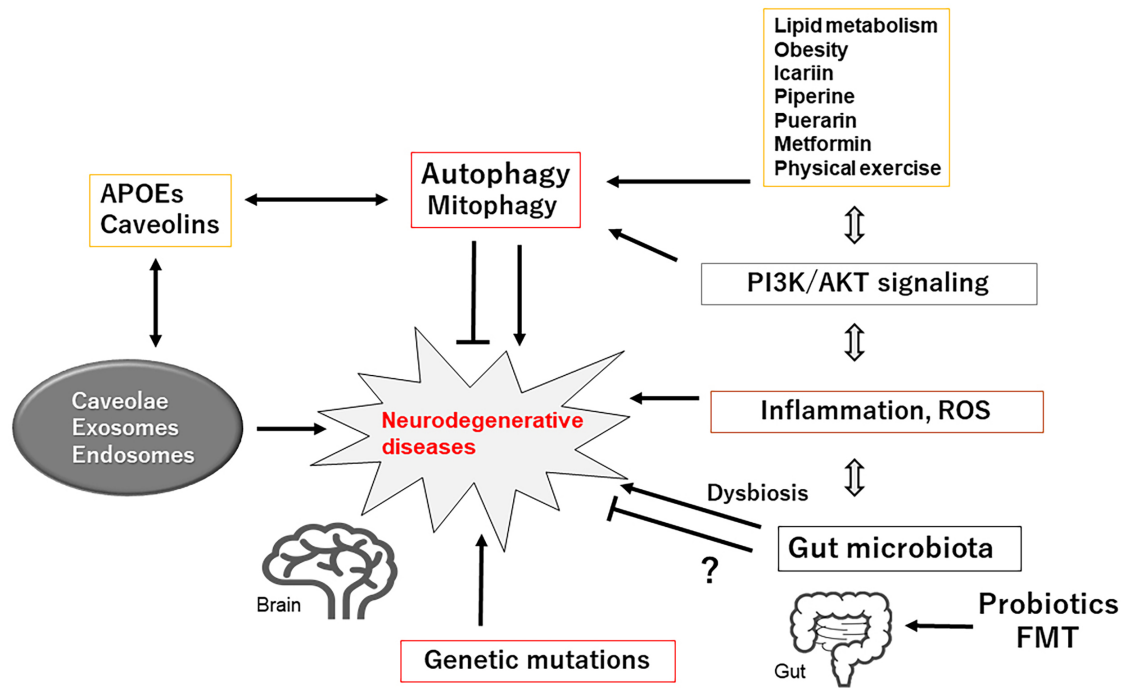 Lipid metabolism
Obesity
Icariin
Piperine
Puerarin
Metformin
Physical exercise
Autophagy
Mitophagy
APOEs
Caveolins
PI3K/AKT signaling
Caveolae
Exosomes
Endosomes
Neurodegenerative
diseases
Inflammation, ROS
Dysbiosis
Gut microbiota
?
Brain
Probiotics
FMT
Gut
Genetic mutations